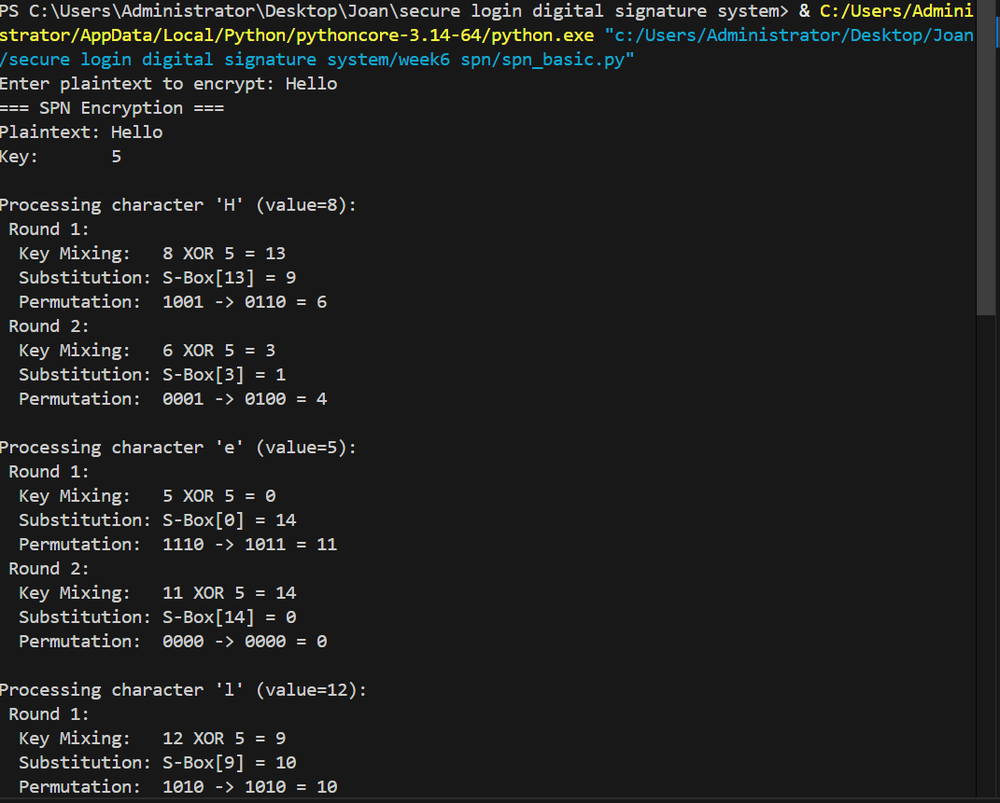 PS C:\Users\Administrator\Desktop\Joan\secure login digital signature system> & C:/Users/Admini
strator/AppData/Local/Python/pythoncore-3.14-64/python.exe "c:/Users/Administrator/Desktop/Joan
/secure login digital signature system/week6 spn/spn_basic.py"
Enter plaintext to encrypt: Hello
=== SPN Encryption ===
Plaintext: Hello
Key:       5

Processing character 'H' (value=8):
 Round 1:
  Key Mixing:   8 XOR 5 = 13
  Substitution: S-Box[13] = 9
  Permutation:  1001 -> 0110 = 6
 Round 2:
  Key Mixing:   6 XOR 5 = 3
  Substitution: S-Box[3] = 1
  Permutation:  0001 -> 0100 = 4

Processing character 'e' (value=5):
 Round 1:
  Key Mixing:   5 XOR 5 = 0
  Substitution: S-Box[0] = 14
  Permutation:  1110 -> 1011 = 11
 Round 2:
  Key Mixing:   11 XOR 5 = 14
  Substitution: S-Box[14] = 0
  Permutation:  0000 -> 0000 = 0

Processing character 'l' (value=12):
 Round 1:
  Key Mixing:   12 XOR 5 = 9
  Substitution: S-Box[9] = 10
  Permutation:  1010 -> 1010 = 10